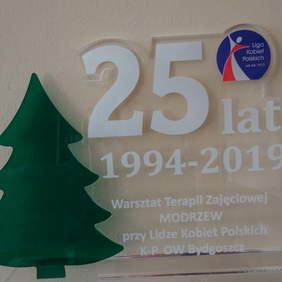 Liga
Kobiet
Polskich
25
lat
1994-2019
Warsztat Terapii Zajęciowej
MODRZEW
przy Lidze Kobiet Polskich
K-P OW Bydgoszcz